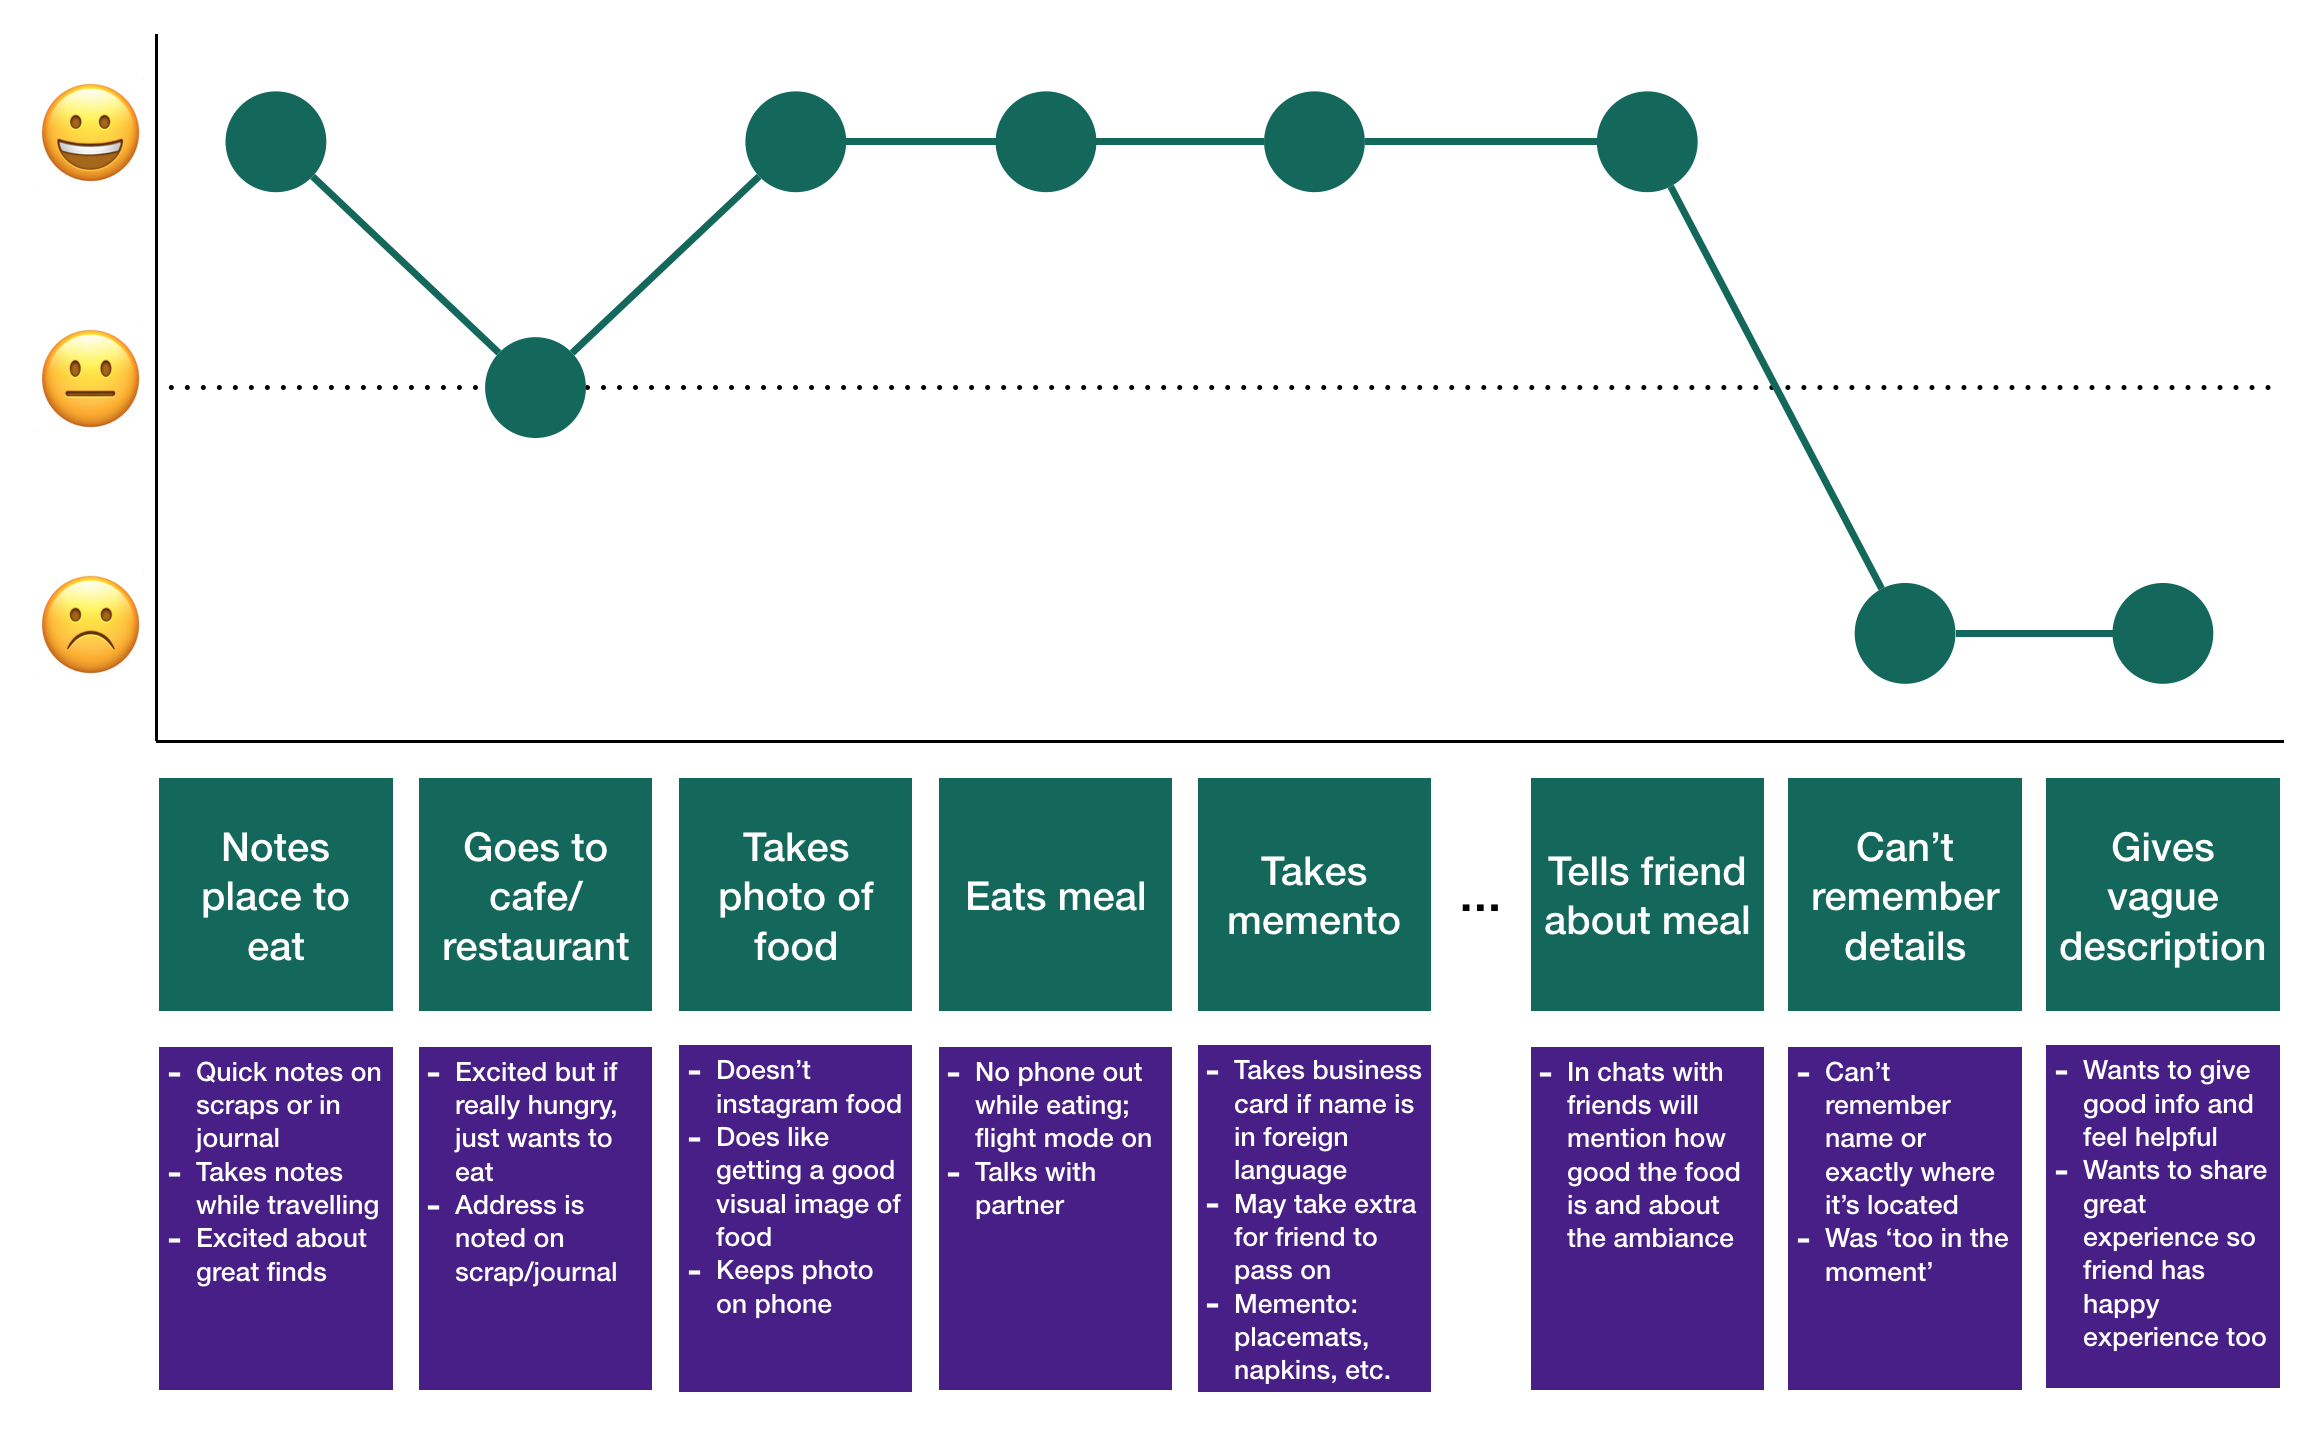 Notes
place to
eat
Goes to
cafe/
restaurant
Takes
photo of
food
Eats meal
Takes
memento
...
Tells friend
about meal
Can’t
remember
details
Gives
vague
description
- Quick notes on
scraps or in
journal
- Takes notes
while travelling
- Excited about
great finds
- Excited but if
really hungry,
just wants to
eat
- Address is
noted on
scrap/journal
- Doesn’t
instagram food
- Does like
getting a good
visual image of
food
- Keeps photo
on phone
- No phone out
while eating;
flight mode on
- Talks with
partner
- Takes business
card if name is
in foreign
language
- May take extra
for friend to
pass on
- Memento:
placemats,
napkins, etc.
- In chats with
friends will
mention how
good the food
is and about
the ambiance
- Can’t
remember
name or
exactly where
it’s located
- Was ‘too in the
moment’
- Wants to give
good info and
feel helpful
- Wants to share
great
experience so
friend has
happy
experience too